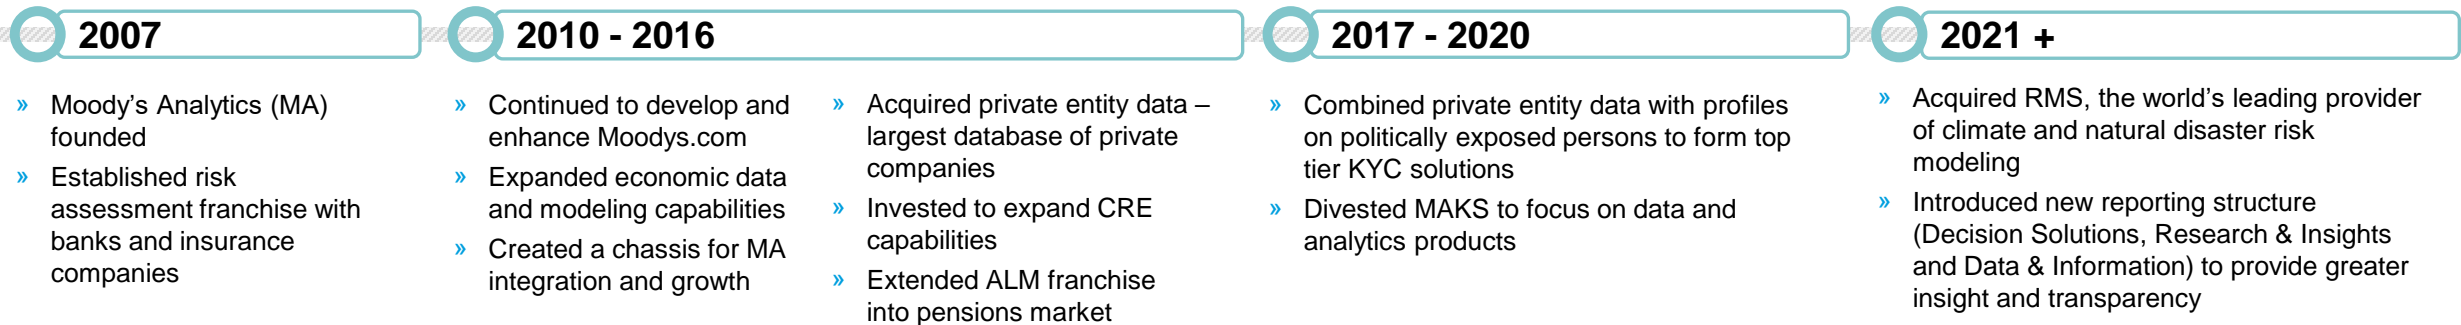 2007
» Moody's Analytics (MA)
founded
» Established risk
assessment franchise with
banks and insurance
companies
2010 - 2016
» Continued to develop and
enhance Moodys.com
» Expanded economic data
and modeling capabilities
» Created a chassis for MA
integration and growth
» Acquired private entity data –
largest database of private
companies
» Invested to expand CRE
capabilities
» Extended ALM franchise
into pensions market
2017 - 2020
» Combined private entity data with profiles
on politically exposed persons to form top
tier KYC solutions
» Divested MAKS to focus on data and
analytics products
2021 +
» Acquired RMS, the world's leading provider
of climate and natural disaster risk
modeling
» Introduced new reporting structure
(Decision Solutions, Research & Insights
and Data & Information) to provide greater
insight and transparency